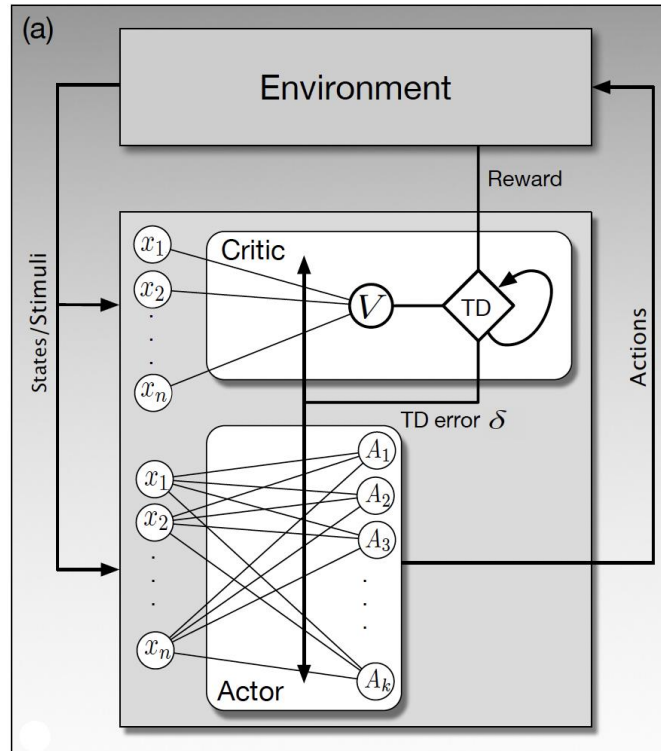 (a)
Environment
Reward
States/Stimuli
x₁
x₂
xₙ
Critic
V
TD
TD error δ
Actions
x₁
x₂
xₙ
A₁
A₂
A₃
Aₖ
Actor